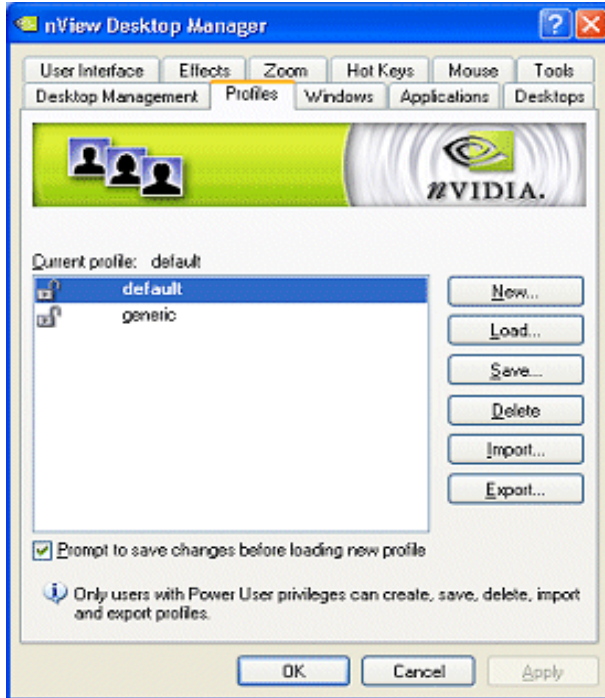 nView Desktop Manager
User Interface Effects Zoom Hot Keys Mouse Tools
Desktop Management Profiles Windows Applications Desktops
nVIDIA.
Current profile: default
default
generic
New...
Load...
Save...
Delete
Import...
Export...
Prompt to save changes before loading new profile
Only users with Power User privileges can create, save, delete, import
and export profiles.
OK Cancel Apply